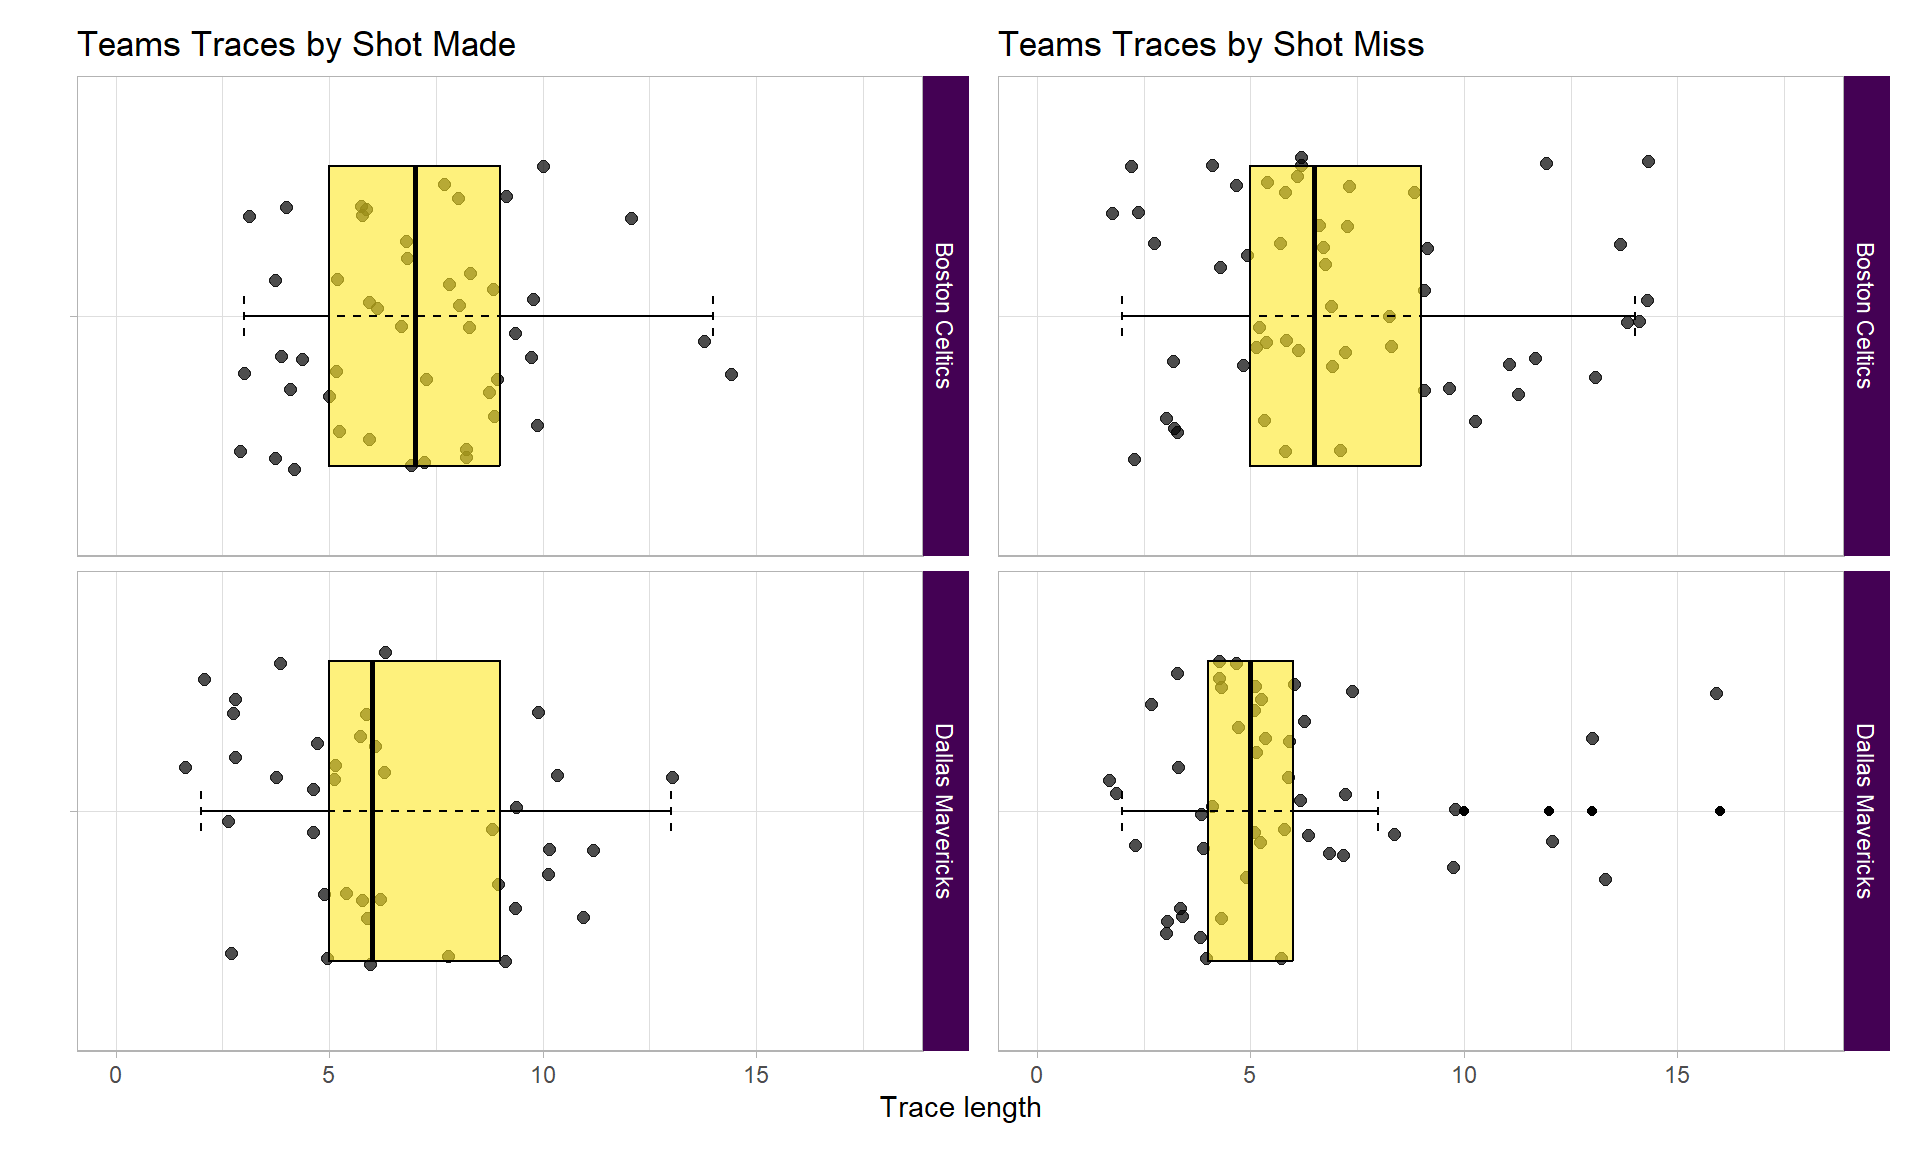 Teams Traces by Shot Made
Teams Traces by Shot Miss
Boston Celtics
Boston Celtics
Dallas Mavericks
Dallas Mavericks
0 5 10 15
0 5 10 15
Trace length